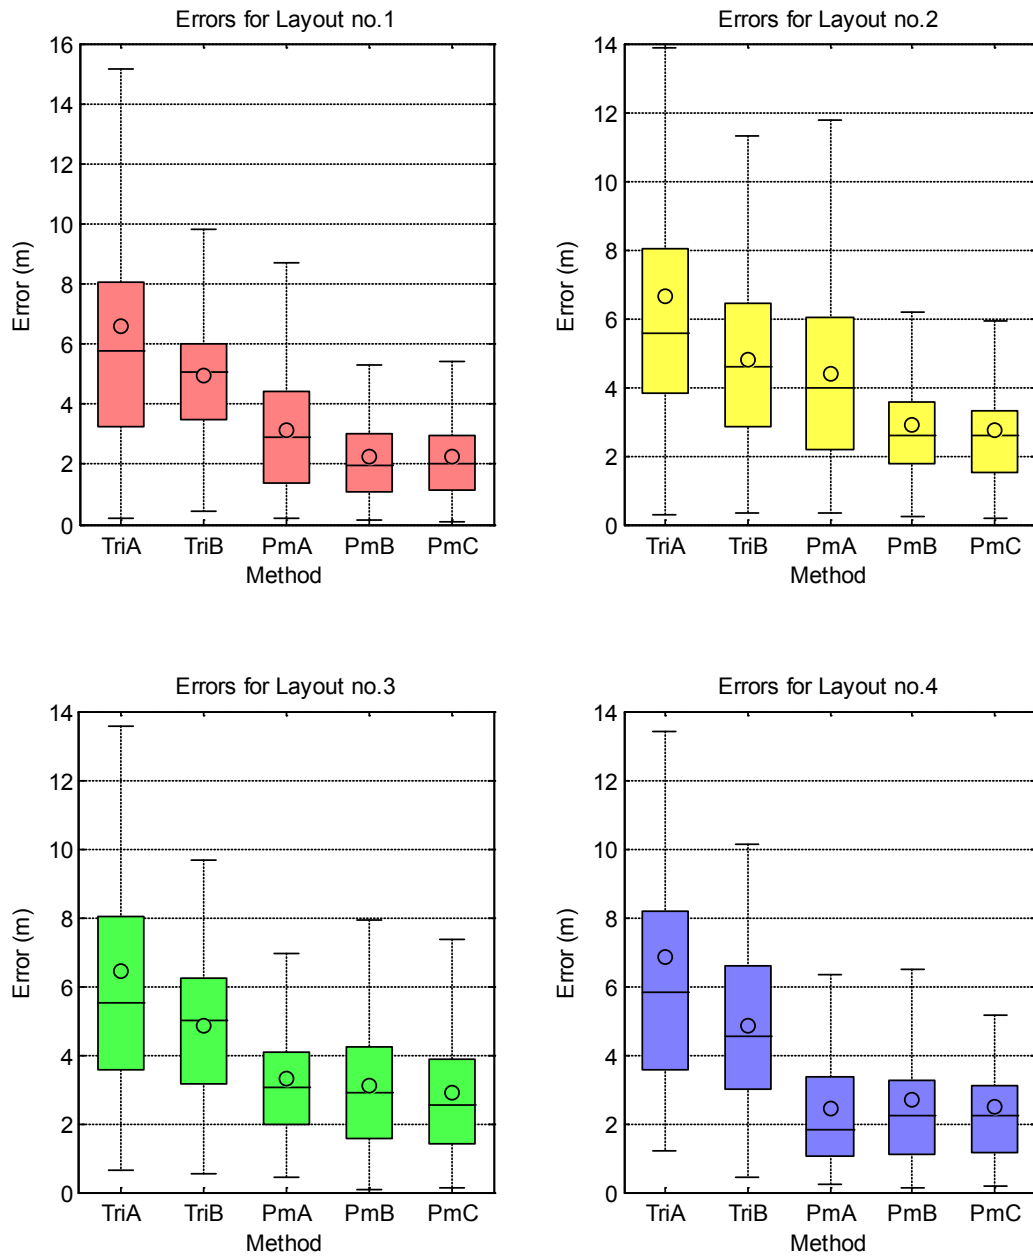 Errors for Layout no.1
Error (m)
16
14
12
10
8
6
4
2
0
TriA TriB PmA PmB PmC
Method
Errors for Layout no.2
Error (m)
14
12
10
8
6
4
2
0
TriA TriB PmA PmB PmC
Method
Errors for Layout no.3
Error (m)
14
12
10
8
6
4
2
0
TriA TriB PmA PmB PmC
Method
Errors for Layout no.4
Error (m)
14
12
10
8
6
4
2
0
TriA TriB PmA PmB PmC
Method